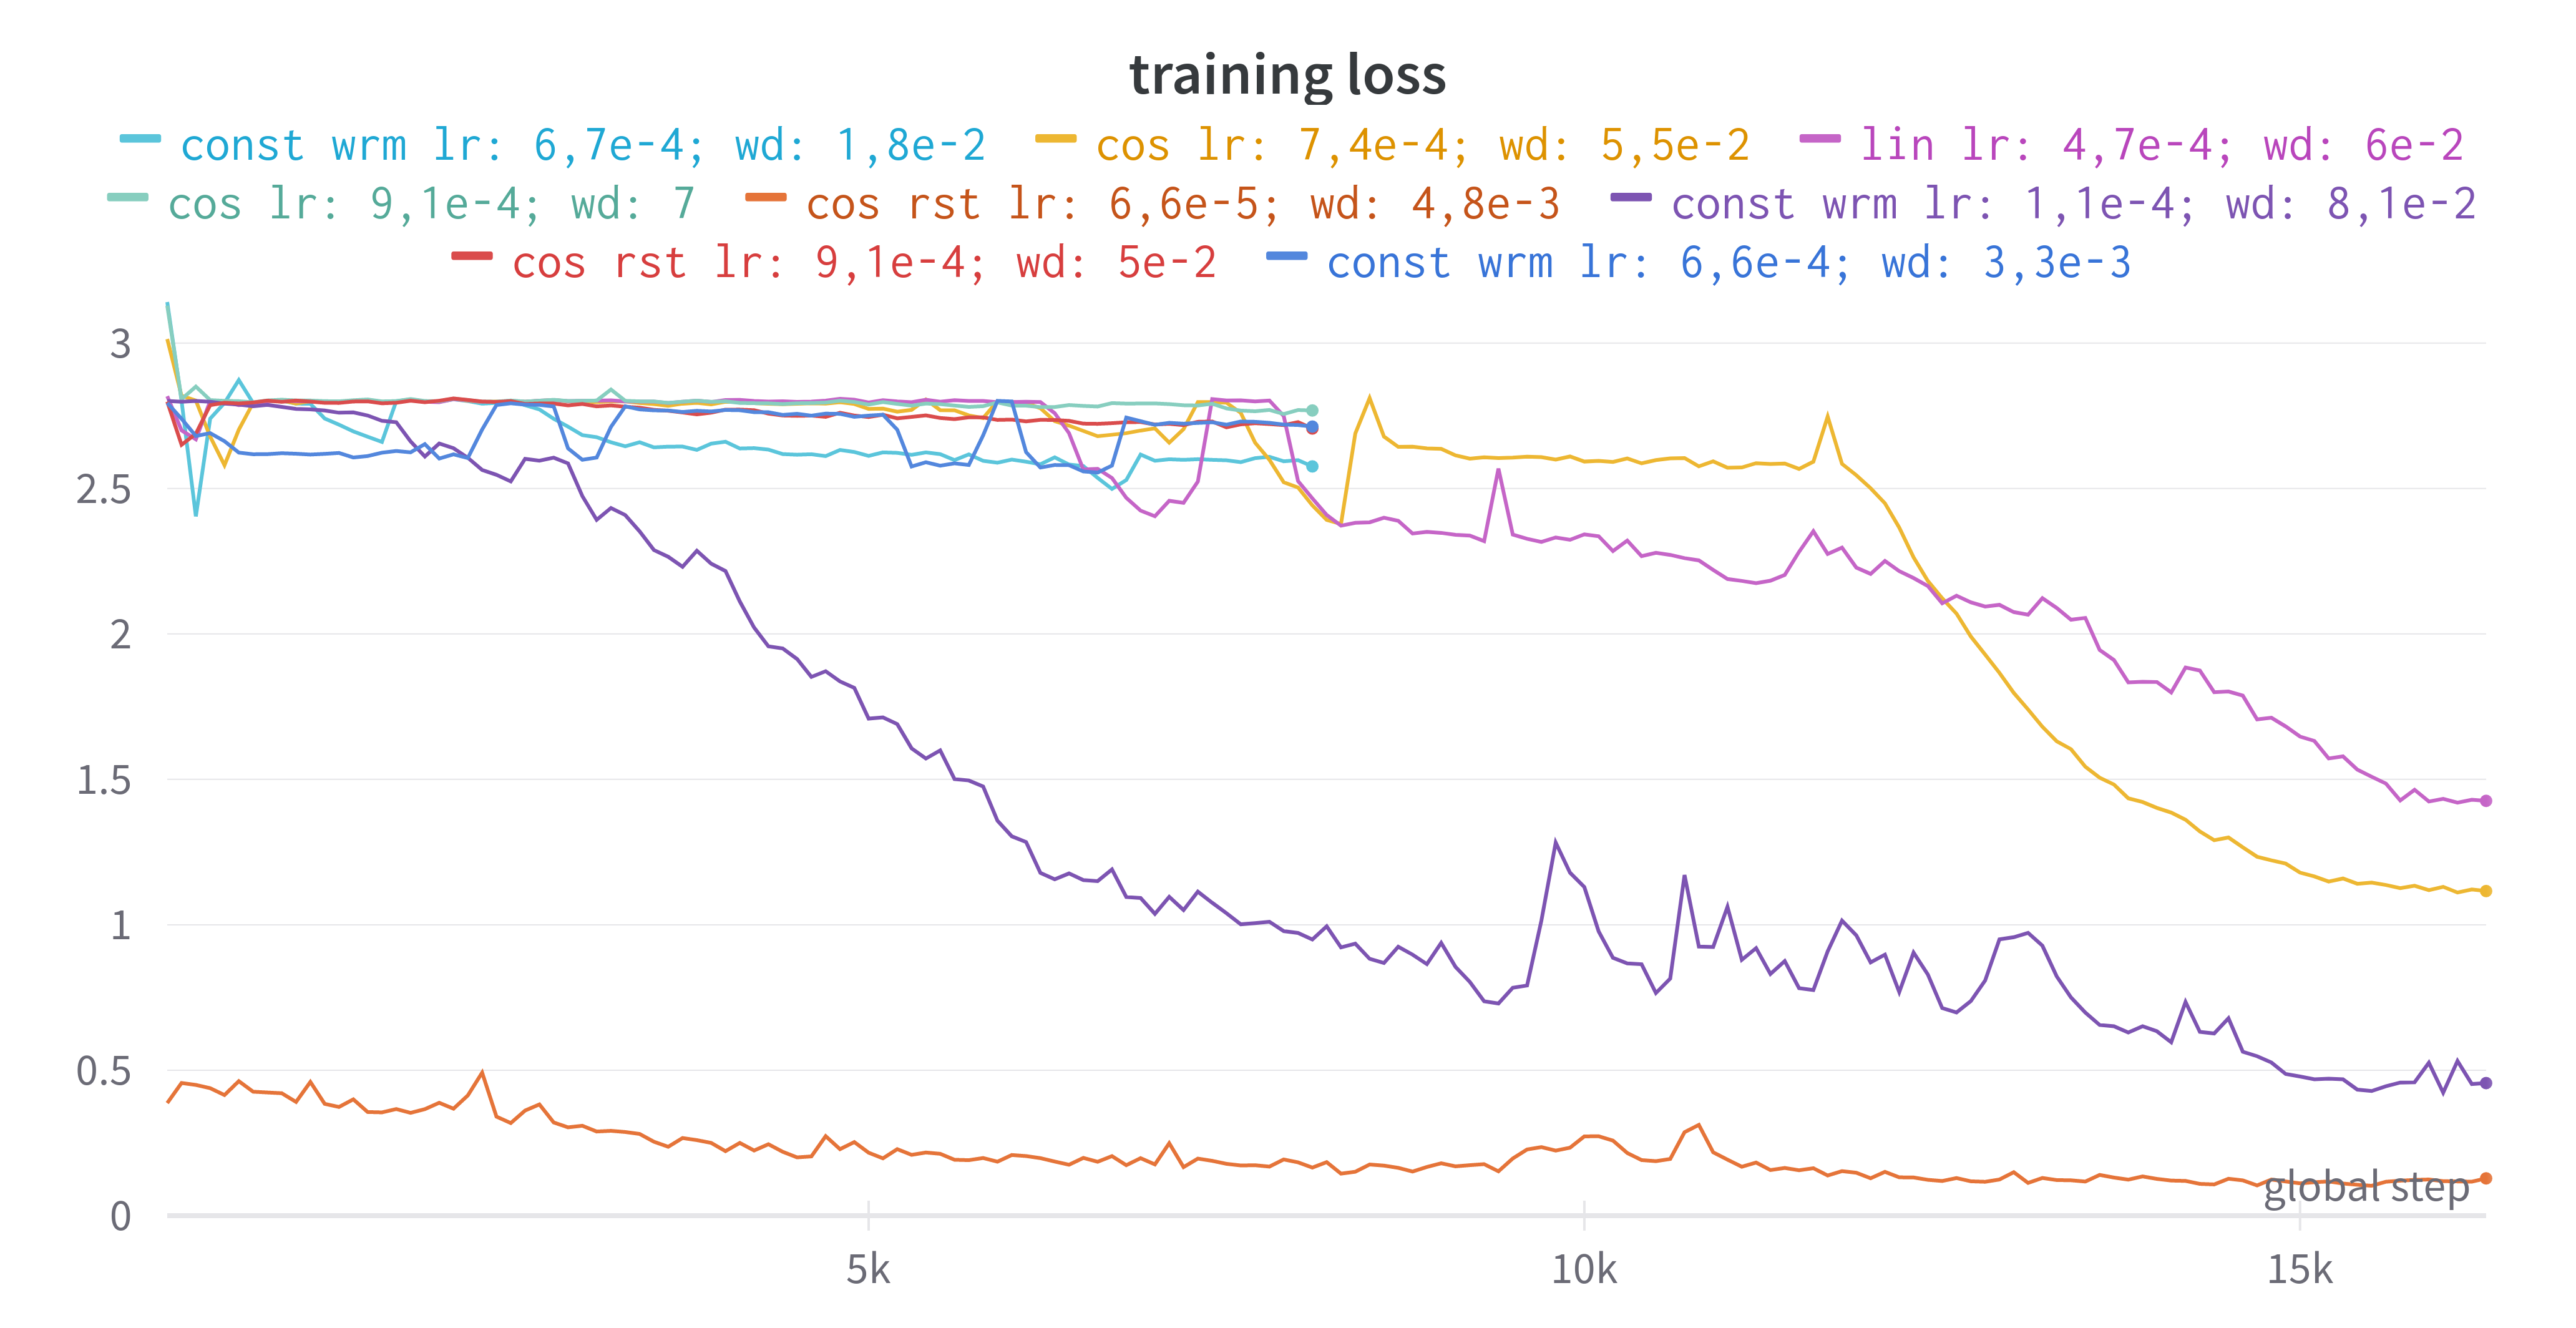 training loss
const wrm lr: 6,7e-4; wd: 1,8e-2 cos lr: 7,4e-4; wd: 5,5e-2 lin lr: 4,7e-4; wd: 6e-2
cos lr: 9,1e-4; wd: 7 cos rst lr: 6,6e-5; wd: 4,8e-3 const wrm lr: 1,1e-4; wd: 8,1e-2
cos rst lr: 9,1e-4; wd: 5e-2 const wrm lr: 6,6e-4; wd: 3,3e-3
3
2.5
2
1.5
1
0.5
global step
0
5k 10k 15k